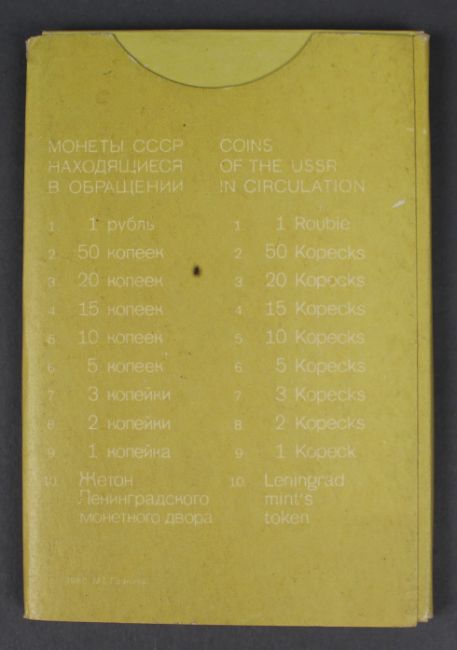 МОНЕТЫ СССР
НАХОДЯЩИЕСЯ
В ОБРАЩЕНИИ
1. 1 рубль
2. 50 копеек
3. 20 копеек
4. 15 копеек
5. 10 копеек
6. 5 копеек
7. 3 копейки
8. 2 копейки
9. 1 копейка
10. Жетон
Ленинградского
монетного двора
COINS
OF THE USSR
IN CIRCULATION
1. 1 Rouble
2 50 Kopecks
3. 20 Kopecks
4. 15 Kopecks
5. 10 Kopecks
6. 5 Kopecks
7. 3 Kopecks
8. 2 Kopecks
9 1 Kopeck
10. Leningrad
mint's
token